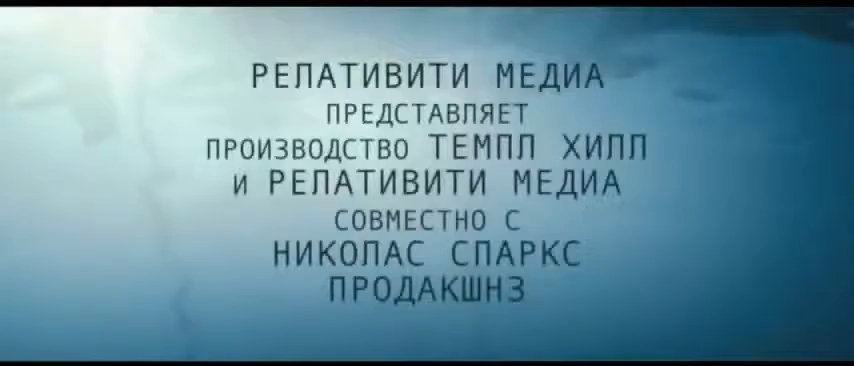 РЕЛАТИВИТИ МЕДИА
ПРЕДСТАВЛЯЕТ
ПРОИЗВОДСТВО ТЕМПЛ ХИЛЛ
И РЕЛАТИВИТИ МЕДИА
СОВМЕСТНО С
НИКОЛАС СПАРКС
ПРОДАКШНЗ